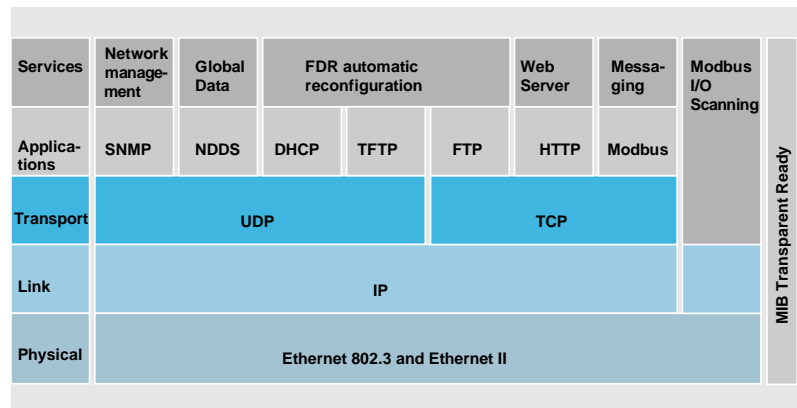 Services
Network
manage-
ment
Global
Data
FDR automatic
reconfiguration
Web
Server
Messa-
ging
Modbus
I/O
Scanning
Applica-
tions
SNMP
NDDS
DHCP
TFTP
FTP
HTTP
Modbus
Transport
UDP
TCP
Link
IP
Physical
Ethernet 802.3 and Ethernet II
MIB Transparent Ready